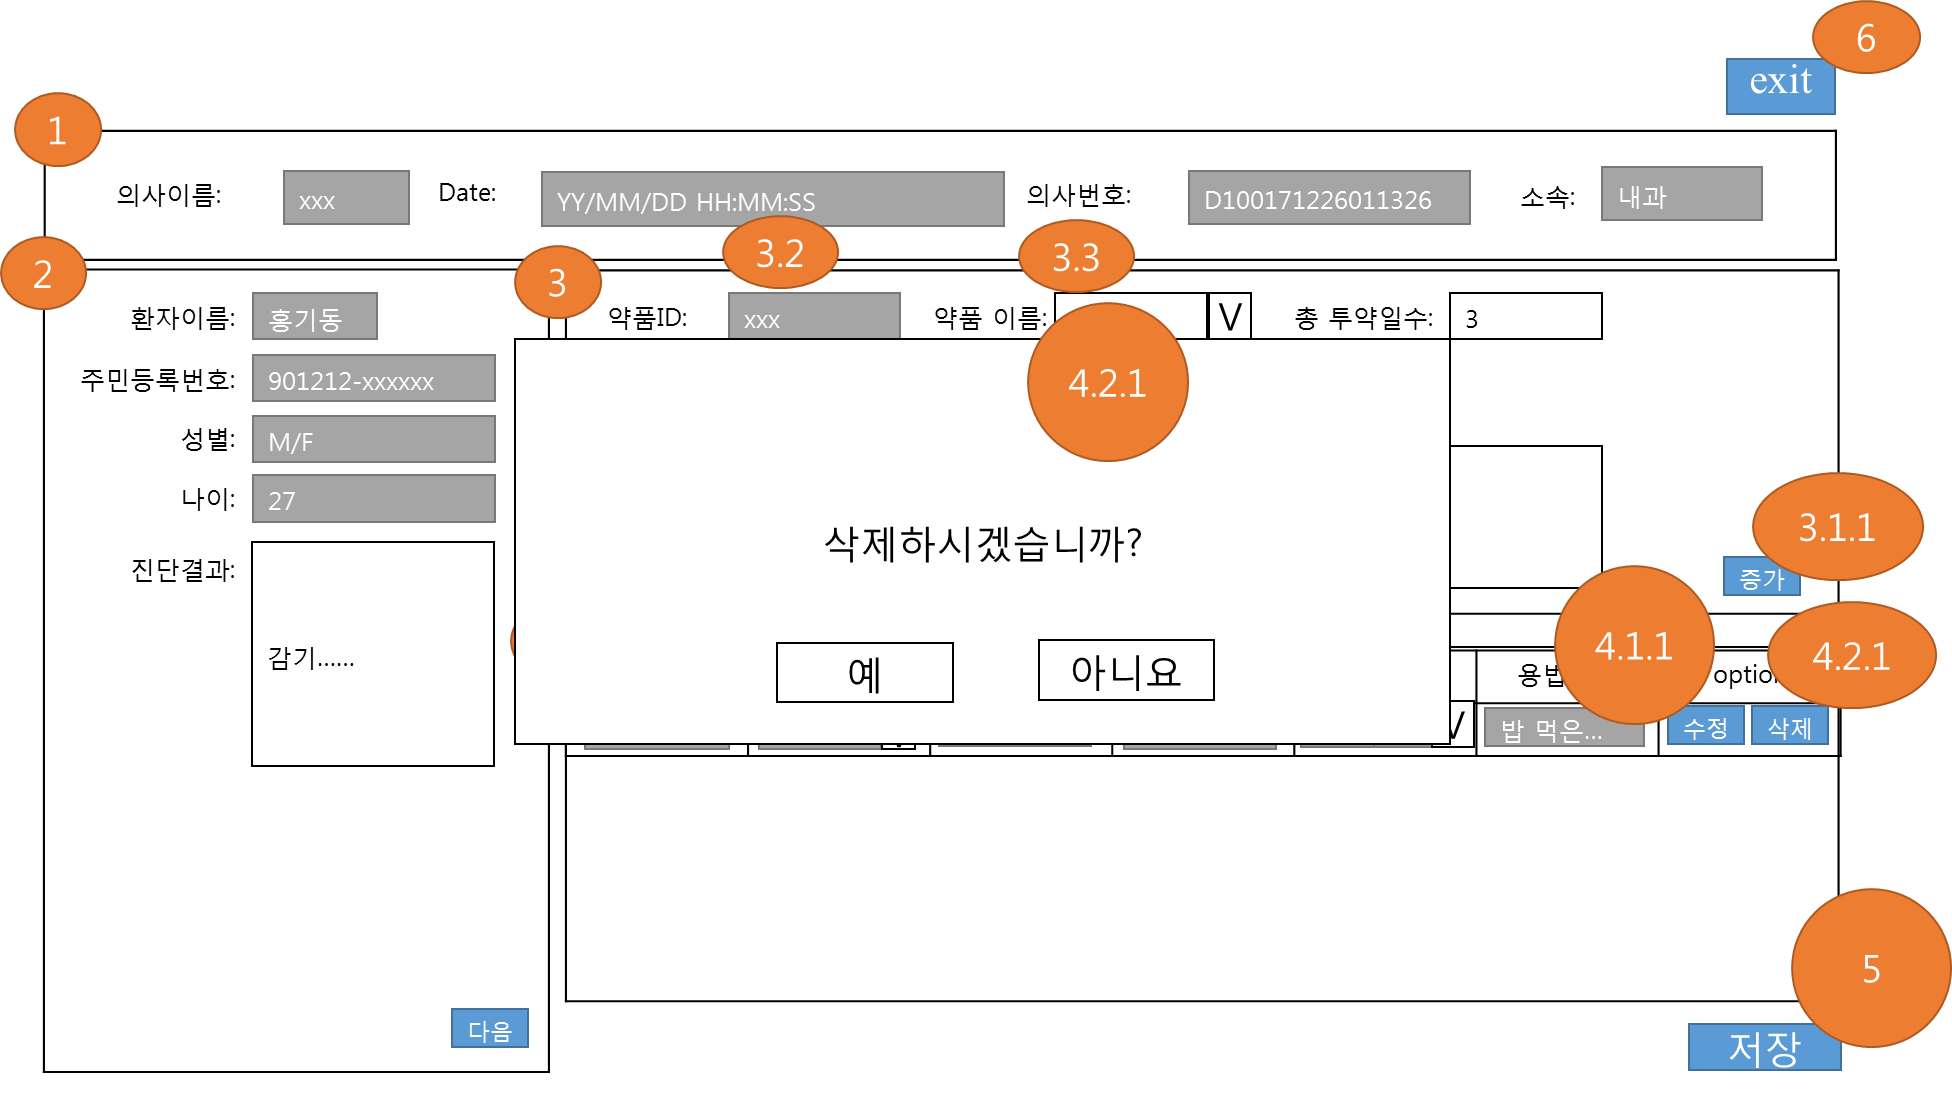 6
exit
1
의사이름: xxx Date: YY/MM/DD HH:MM:SS 의사번호: D100171226011326 소속: 내과
2 3 3.2 3.3
환자이름: 홍기동 약품ID: xxx 약품 이름: V 총 투약일수: 3
주민등록번호: 901212-xxxxxx
4.2.1
성별: M/F
나이: 27
3.1.1
삭제하시겠습니까?
진단결과: 증가
감기......
예 아니요
4.1.1 4.2.1
밥 먹은... 수정 삭제
5
다음
저장